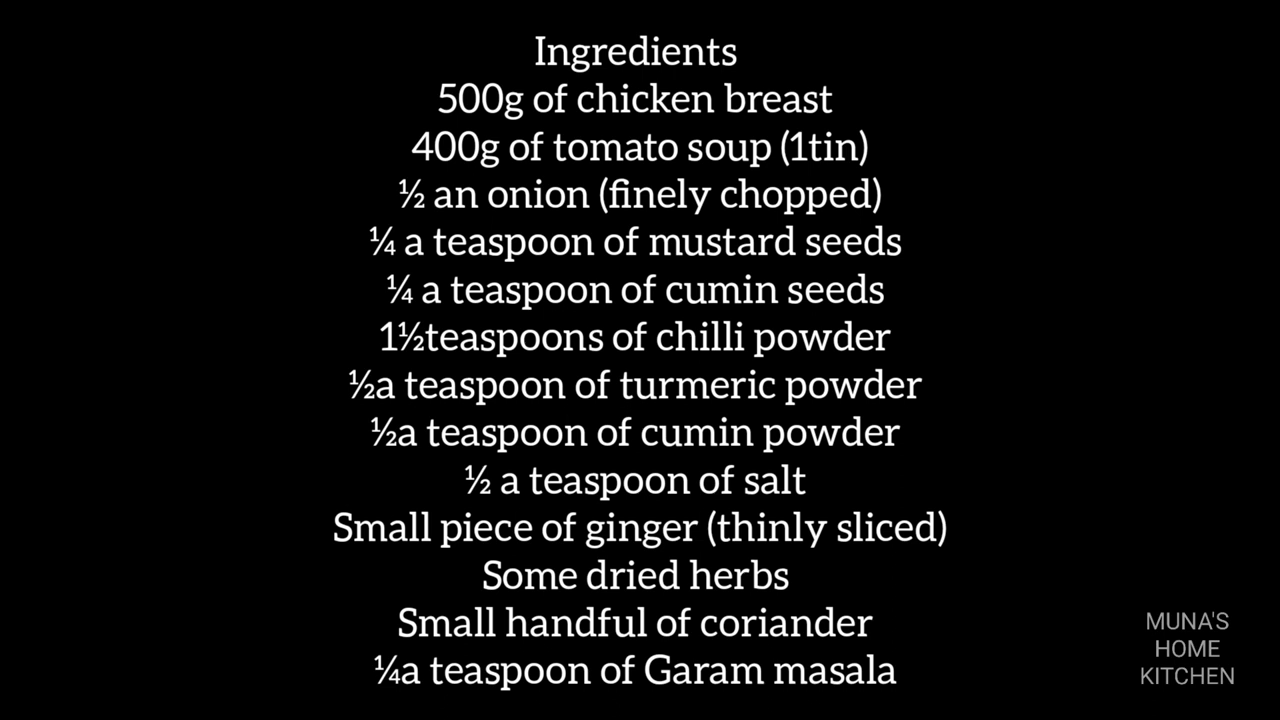 Ingredients
500g of chicken breast
400g of tomato soup (1tin)
½ an onion (finely chopped)
¼ a teaspoon of mustard seeds
¼ a teaspoon of cumin seeds
1½teaspoons of chilli powder
½a teaspoon of turmeric powder
½a teaspoon of cumin powder
½ a teaspoon of salt
Small piece of ginger (thinly sliced)
Some dried herbs
Small handful of coriander
¼a teaspoon of Garam masala
MUNA'S
HOME
KITCHEN